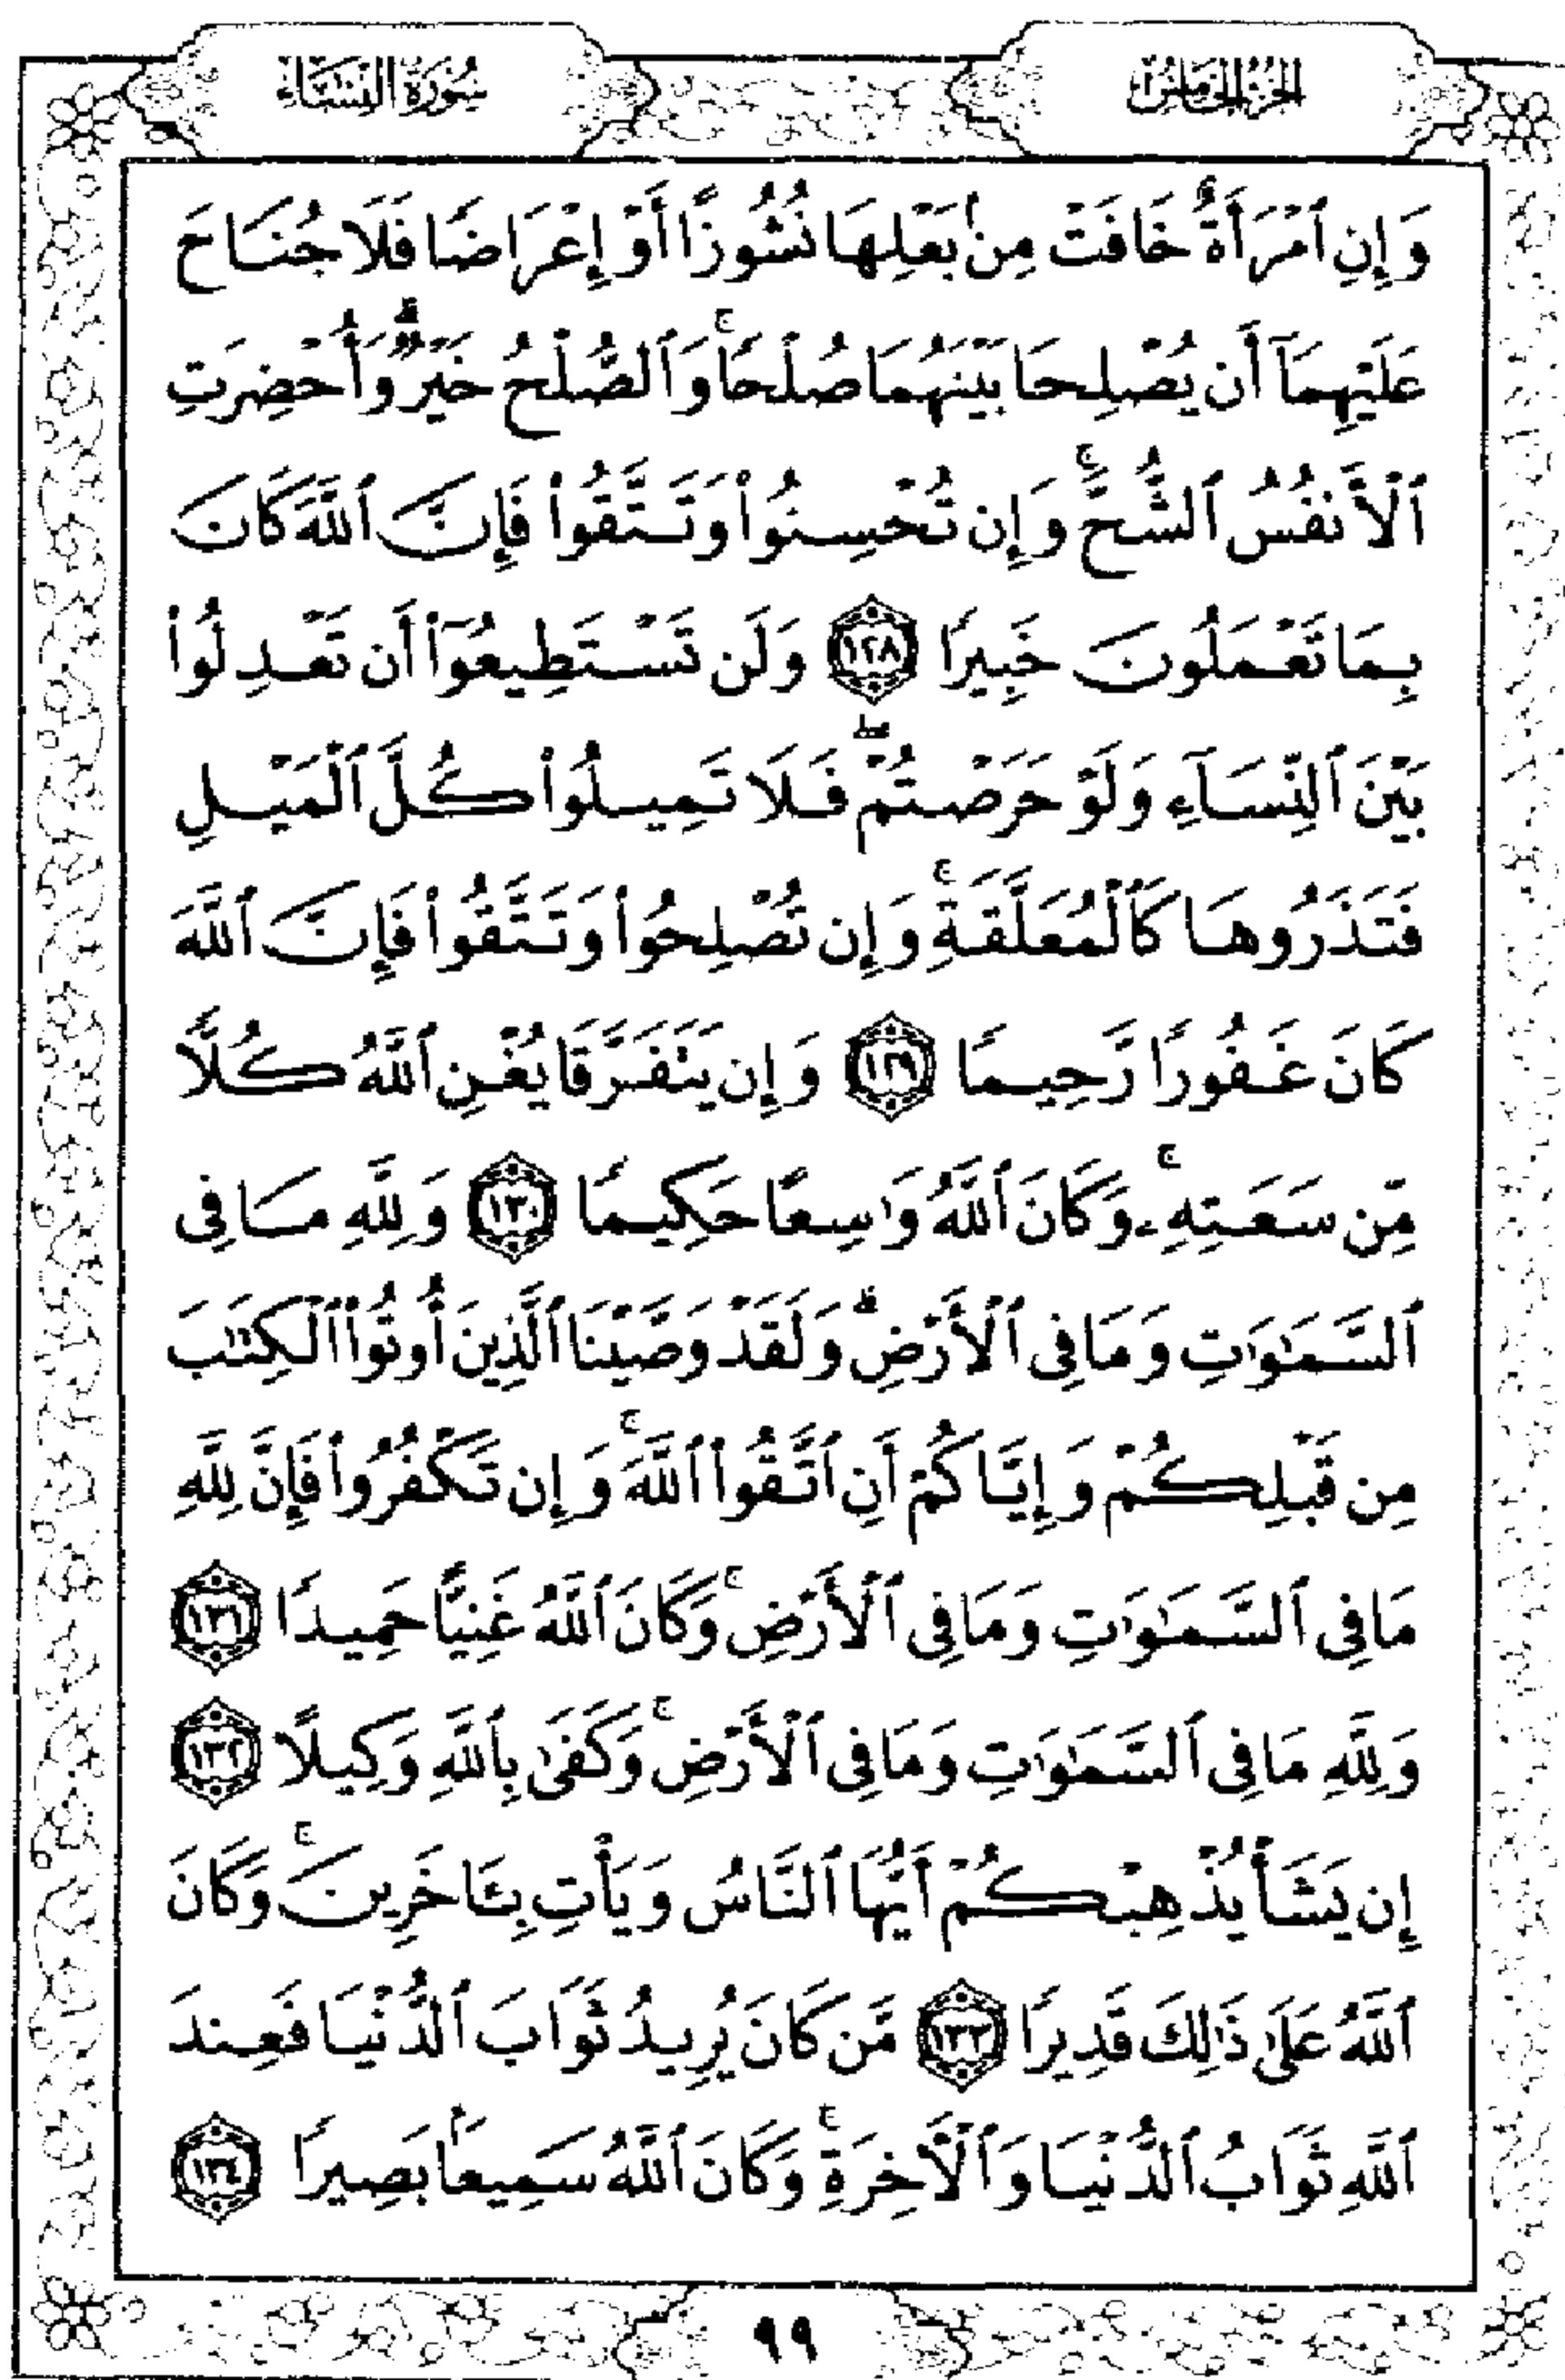 الجزء الخامس
سورة النساء
وَإِنِ ٱمْرَأَةٌ خَافَتْ مِنۢ بَعْلِهَا نُشُوزًا أَوْ إِعْرَاضًا فَلَا جُنَاحَ
عَلَيْهِمَآ أَن يُصْلِحَا بَيْنَهُمَا صُلْحًا ۚ وَٱلصُّلْحُ خَيْرٌ ۗ وَأُحْضِرَتِ
ٱلْأَنفُسُ ٱلشُّحَّ ۚ وَإِن تُحْسِنُوا۟ وَتَتَّقُوا۟ فَإِنَّ ٱللَّهَ كَانَ
بِمَا تَعْمَلُونَ خَبِيرًا ١٢٨ وَلَن تَسْتَطِيعُوٓا۟ أَن تَعْدِلُوا۟
بَيْنَ ٱلنِّسَآءِ وَلَوْ حَرَصْتُمْ ۖ فَلَا تَمِيلُوا۟ كُلَّ ٱلْمَيْلِ
فَتَذَرُوهَا كَٱلْمُعَلَّقَةِ ۚ وَإِن تُصْلِحُوا۟ وَتَتَّقُوا۟ فَإِنَّ ٱللَّهَ
كَانَ غَفُورًا رَّحِيمًا ١٢٩ وَإِن يَتَفَرَّقَا يُغْنِ ٱللَّهُ كُلًّا
مِّن سَعَتِهِۦ ۚ وَكَانَ ٱللَّهُ وَٰسِعًا حَكِيمًا ١٣٠ وَلِلَّهِ مَا فِى
ٱلسَّمَـٰوَٰتِ وَمَا فِى ٱلْأَرْضِ ۗ وَلَقَدْ وَصَّيْنَا ٱلَّذِينَ أُوتُوا۟ ٱلْكِتَـٰبَ
مِن قَبْلِكُمْ وَإِيَّاكُمْ أَنِ ٱتَّقُوا۟ ٱللَّهَ ۚ وَإِن تَكْفُرُوا۟ فَإِنَّ لِلَّهِ
مَا فِى ٱلسَّمَـٰوَٰتِ وَمَا فِى ٱلْأَرْضِ ۚ وَكَانَ ٱللَّهُ غَنِيًّا حَمِيدًا ١٣١
وَلِلَّهِ مَا فِى ٱلسَّمَـٰوَٰتِ وَمَا فِى ٱلْأَرْضِ ۚ وَكَفَىٰ بِٱللَّهِ وَكِيلًا ١٣٢
إِن يَشَأْ يُذْهِبْكُمْ أَيُّهَا ٱلنَّاسُ وَيَأْتِ بِـَٔاخَرِينَ ۚ وَكَانَ
ٱللَّهُ عَلَىٰ ذَٰلِكَ قَدِيرًا ١٣٣ مَّن كَانَ يُرِيدُ ثَوَابَ ٱلدُّنْيَا فَعِندَ
ٱللَّهِ ثَوَابُ ٱلدُّنْيَا وَٱلْـَٔاخِرَةِ ۚ وَكَانَ ٱللَّهُ سَمِيعًۢا بَصِيرًا ١٣٤
٩٩